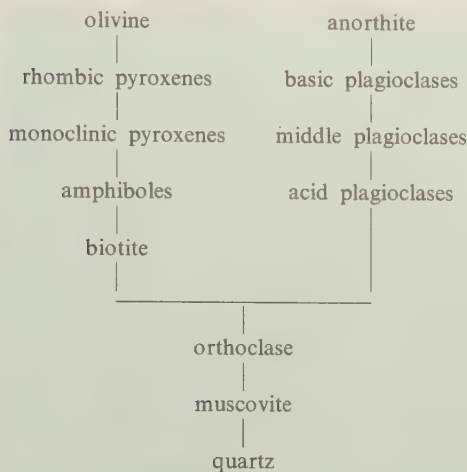 olivine anorthite
rhombic pyroxenes basic plagioclases
monoclinic pyroxenes middle plagioclases
amphiboles acid plagioclases
biotite
orthoclase
muscovite
quartz